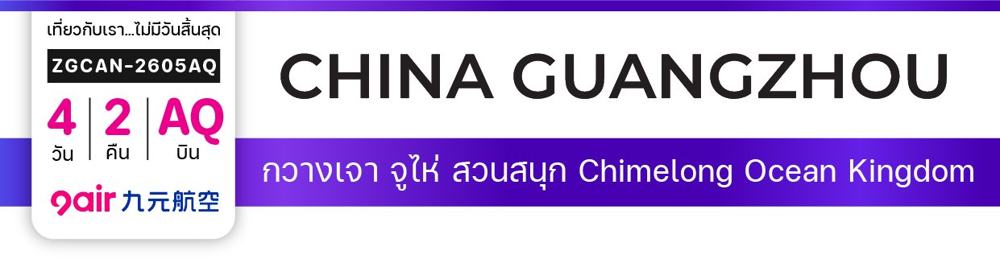 เที่ยวกับเรา...ไม่มีวันสิ้นสุด
ZGCAN-2605AQ
4 วัน
2 คืน
AQ บิน
9air 九元航空
CHINA GUANGZHOU
กวางเจา จูไห่ สวนสนุก Chimelong Ocean Kingdom